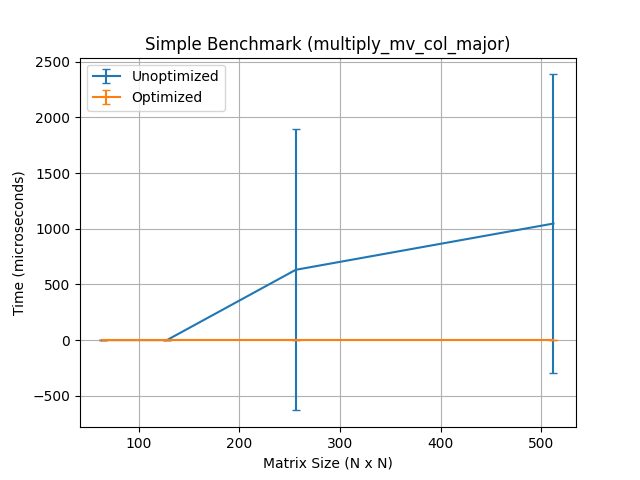 Simple Benchmark (multiply_mv_col_major)
Unoptimized
Optimized
Time (microseconds)
2500
2000
1500
1000
500
0
−500
100
200
300
400
500
Matrix Size (N x N)